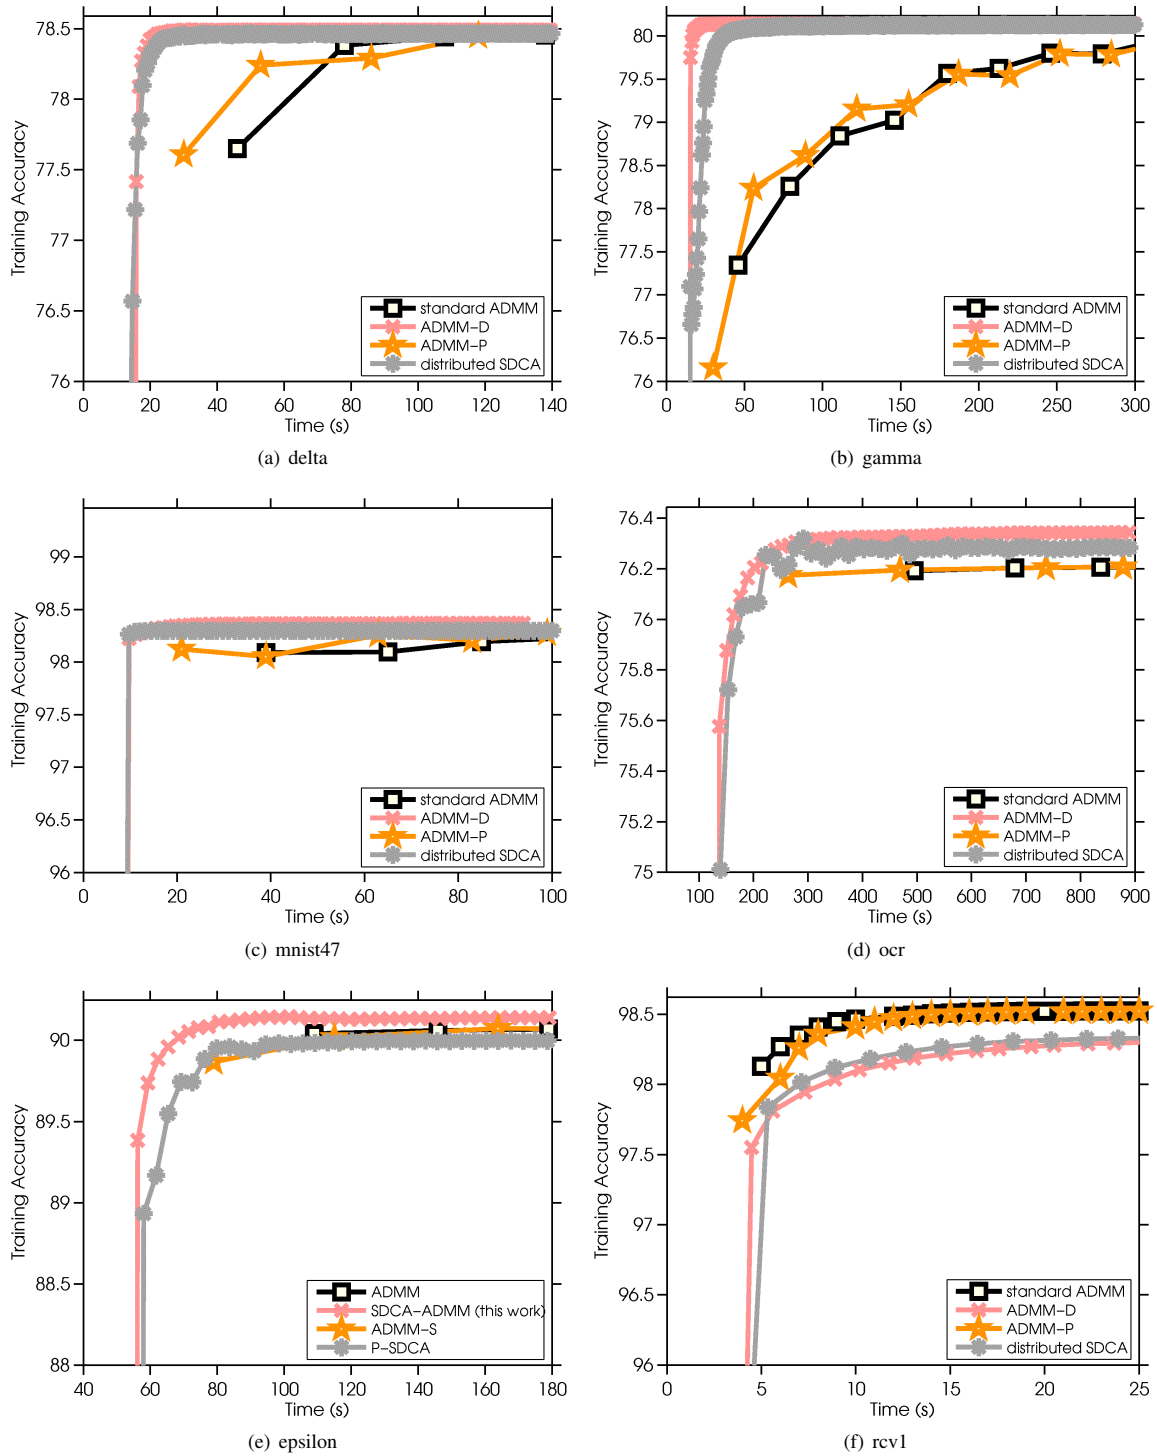 78.5
78
77.5
77
76.5
76
Training Accuracy
0 20 40 60 80 100 120 140
Time (s)
standard ADMM
ADMM-D
ADMM-P
distributed SDCA
(a) delta
80
79.5
79
78.5
78
77.5
77
76.5
76
Training Accuracy
0 50 100 150 200 250 300
Time (s)
standard ADMM
ADMM-D
ADMM-P
distributed SDCA
(b) gamma
99
98.5
98
97.5
97
96.5
96
Training Accuracy
0 20 40 60 80 100
Time (s)
standard ADMM
ADMM-D
ADMM-P
distributed SDCA
(c) mnist47
76.4
76.2
76
75.8
75.6
75.4
75.2
75
Training Accuracy
100 200 300 400 500 600 700 800 900
Time (s)
standard ADMM
ADMM-D
ADMM-P
distributed SDCA
(d) ocr
90
89.5
89
88.5
88
Training Accuracy
40 60 80 100 120 140 160 180
Time (s)
ADMM
SDCA-ADMM (this work)
ADMM-S
P-SDCA
(e) epsilon
98.5
98
97.5
97
96.5
96
Training Accuracy
0 5 10 15 20 25
Time (s)
standard ADMM
ADMM-D
ADMM-P
distributed SDCA
(f) rcv1